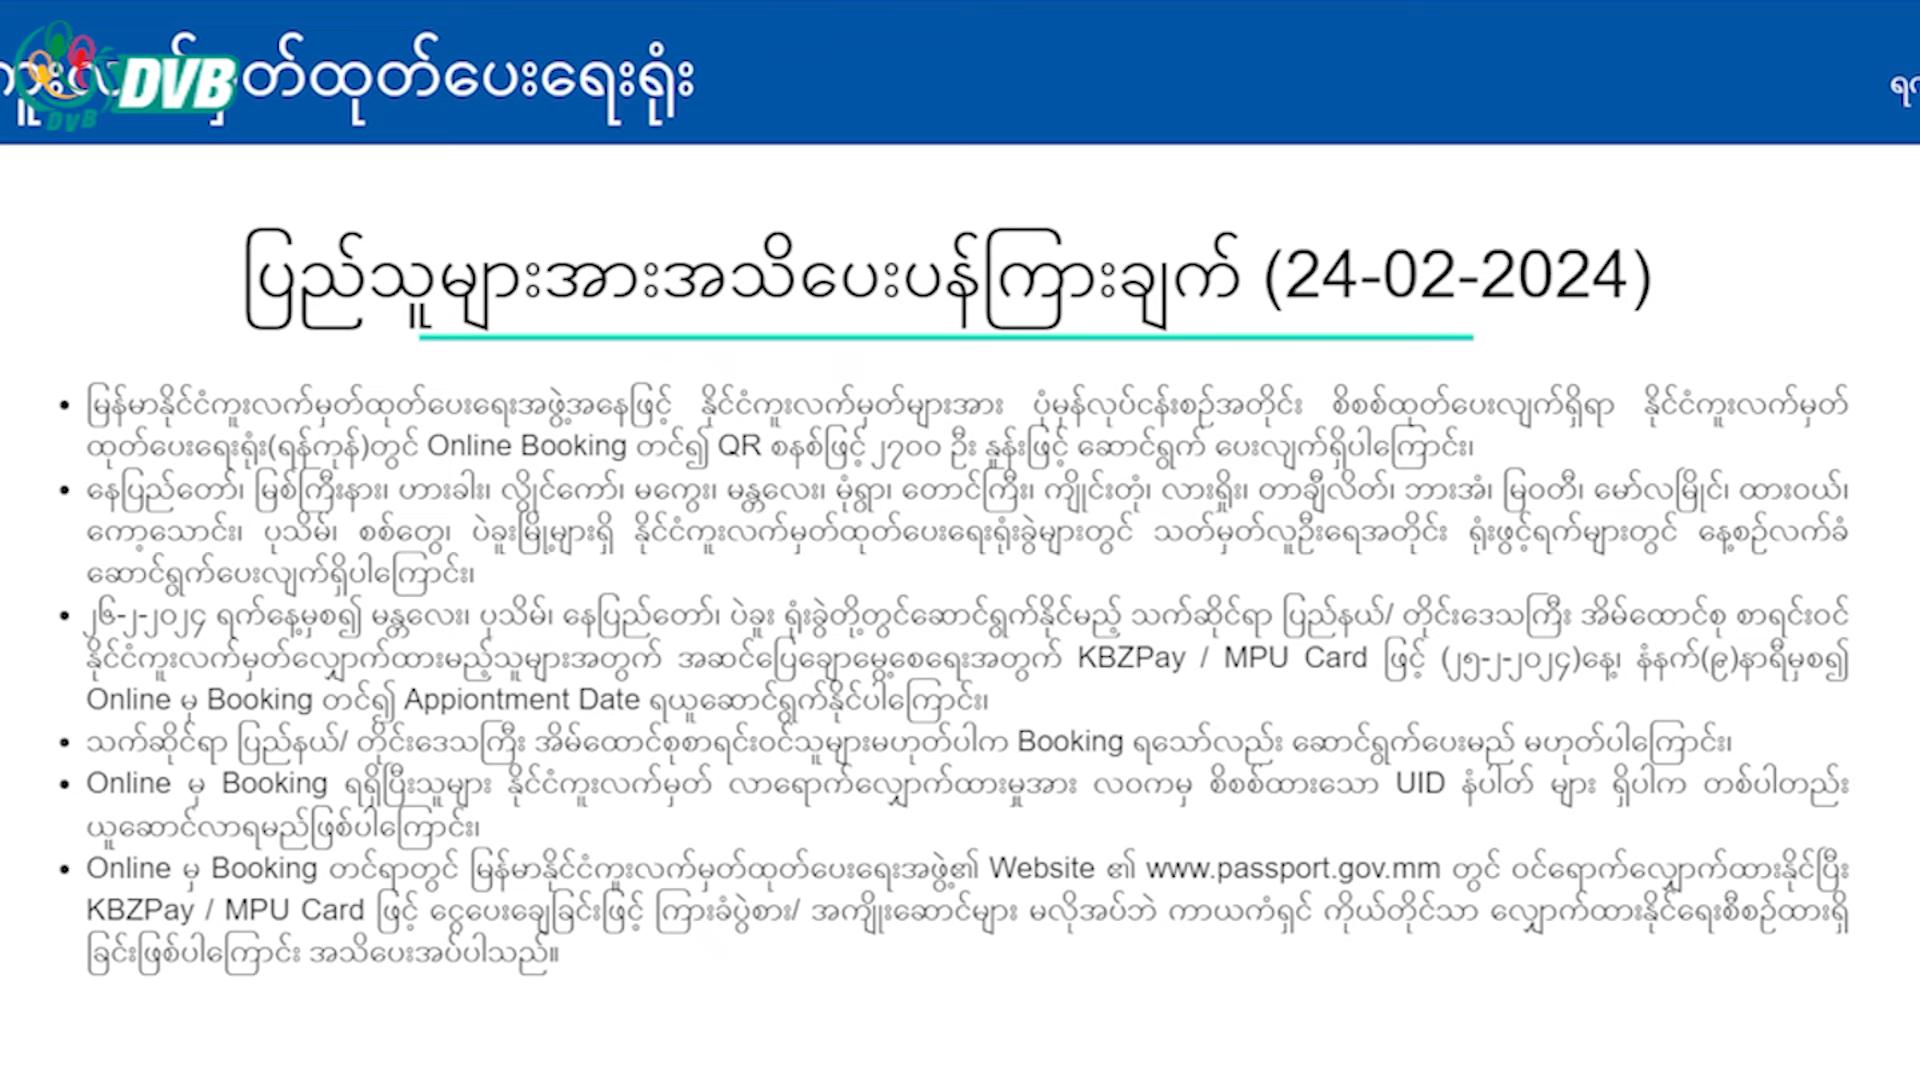 DVB
DVB
မှတ်ထုတ်ပေးရေးရုံး
ပြည်သူများအားအသိပေးပန်ကြားချက် (24-02-2024)
• မြန်မာနိုင်ငံကူးလက်မှတ်ထုတ်ပေးရေးအဖွဲ့အနေဖြင့် နိုင်ငံကူးလက်မှတ်များအား ပုံမှန်လုပ်ငန်းစဉ်အတိုင်း စိစစ်ထုတ်ပေးလျက်ရှိရာ နိုင်ငံကူးလက်မှတ်
ထုတ်ပေးရေးရုံး(ရန်ကုန်)တွင် Online Booking တင်၍ QR စနစ်ဖြင့်၂၇၀၀ ဦး နှုန်းဖြင့် ဆောင်ရွက် ပေးလျက်ရှိပါကြောင်း၊
• နေပြည်တော်၊ မြစ်ကြီးနား၊ ဟားခါး၊ လွိုင်ကော်၊ မကွေး၊ မန္တလေး၊ မုံရွာ၊ တောင်ကြီး၊ ကျိုင်းတုံ၊ လားရှိုး၊ တာချီလိတ်၊ ဘားအံ၊ မြဝတီ၊ မော်လမြိုင်၊ ထားဝယ်၊
ကော့သောင်း၊ ပုသိမ်၊ စစ်တွေ၊ ပဲခူးမြို့များရှိ နိုင်ငံကူးလက်မှတ်ထုတ်ပေးရေးရုံးခွဲများတွင် သတ်မှတ်လူဦးရေအတိုင်း ရုံးဖွင့်ရက်များတွင် နေ့စဉ်လက်ခံ
ဆောင်ရွက်ပေးလျက်ရှိပါကြောင်း၊
• ၂၆-၂-၂၀၂၄ ရက်နေ့မှစ၍ မန္တလေး၊ ပုသိမ်၊ နေပြည်တော်၊ ပဲခူး ရုံးခွဲတို့တွင်ဆောင်ရွက်နိုင်မည့် သက်ဆိုင်ရာ ပြည်နယ်/ တိုင်းဒေသကြီး အိမ်ထောင်စု စာရင်းဝင်
နိုင်ငံကူးလက်မှတ်လျှောက်ထားမည့်သူများအတွက် အဆင်ပြေချောမွေ့စေရေးအတွက် KBZPay / MPU Card ဖြင့် (၂၅-၂-၂၀၂၄)နေ့၊ နံနက်(၉)နာရီမှစ၍
Online မှ Booking တင်၍ Appiontment Date ရယူဆောင်ရွက်နိုင်ပါကြောင်း၊
• သက်ဆိုင်ရာ ပြည်နယ်/ တိုင်းဒေသကြီး အိမ်ထောင်စုစာရင်းဝင်သူများမဟုတ်ပါက Booking ရသော်လည်း ဆောင်ရွက်ပေးမည် မဟုတ်ပါကြောင်း၊
• Online မှ Booking ရရှိပြီးသူများ နိုင်ငံကူးလက်မှတ် လာရောက်လျှောက်ထားမှုအား လဝကမှ စိစစ်ထားသော UID နံပါတ် များ ရှိပါက တစ်ပါတည်း
ယူဆောင်လာရမည်ဖြစ်ပါကြောင်း၊
• Online မှ Booking တင်ရာတွင် မြန်မာနိုင်ငံကူးလက်မှတ်ထုတ်ပေးရေးအဖွဲ့၏ Website ၏ www.passport.gov.mm တွင် ဝင်ရောက်လျှောက်ထားနိုင်ပြီး
KBZPay / MPU Card ဖြင့် ငွေပေးချေခြင်းဖြင့် ကြားခံပွဲစား/ အကျိုးဆောင်များ မလိုအပ်ဘဲ ကာယကံရှင် ကိုယ်တိုင်သာ လျှောက်ထားနိုင်ရေးစီစဉ်ထားရှိ
ခြင်းဖြစ်ပါကြောင်း အသိပေးအပ်ပါသည်။